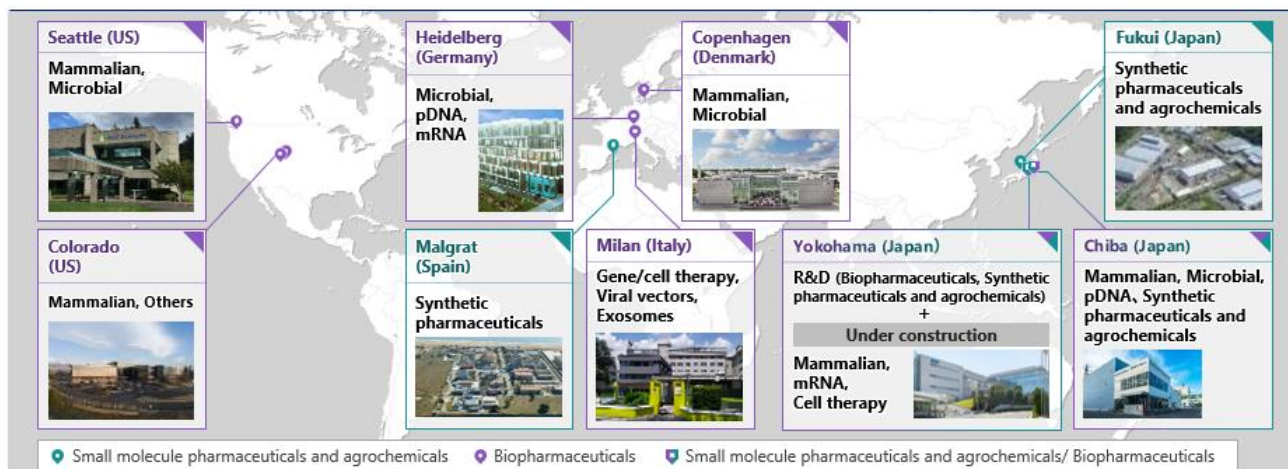 Seattle (US)
Mammalian,
Microbial
Heidelberg
(Germany)
Microbial,
pDNA,
mRNA
Copenhagen
(Denmark)
Mammalian,
Microbial
Fukui (Japan)
Synthetic
pharmaceuticals
and agrochemicals
Colorado
(US)
Mammalian, Others
Malgrat
(Spain)
Synthetic
pharmaceuticals
Milan (Italy)
Gene/cell therapy,
Viral vectors,
Exosomes
Yokohama (Japan)
R&D (Biopharmaceuticals, Synthetic
pharmaceuticals and agrochemicals)
+
Under construction
Mammalian,
mRNA,
Cell therapy
Chiba (Japan)
Mammalian, Microbial,
pDNA、Synthetic
pharmaceuticals and
agrochemicals
Small molecule pharmaceuticals and agrochemicals
Biopharmaceuticals
Small molecule pharmaceuticals and agrochemicals/ Biopharmaceuticals